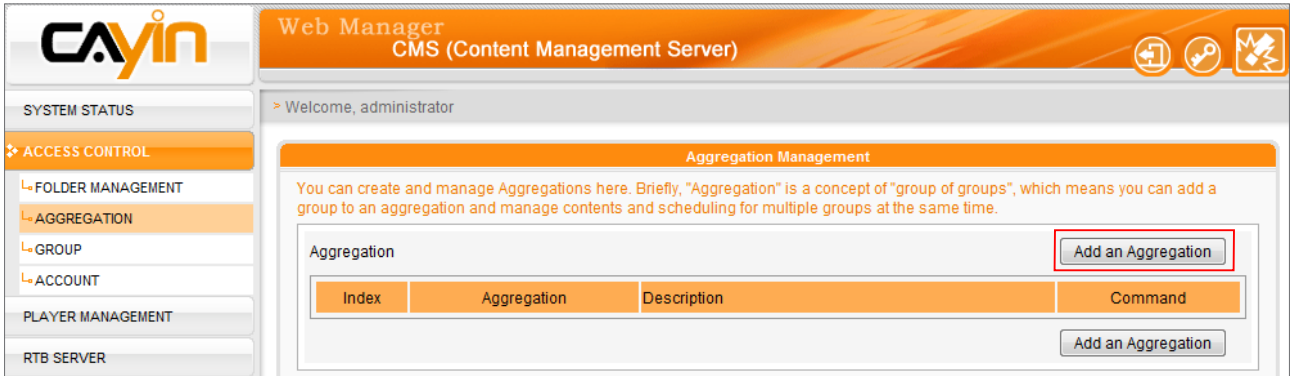 CAYIN
Web Manager
CMS (Content Management Server)
SYSTEM STATUS
> Welcome, administrator
ACCESS CONTROL
FOLDER MANAGEMENT
AGGREGATION
GROUP
ACCOUNT
PLAYER MANAGEMENT
RTB SERVER
Aggregation Management
You can create and manage Aggregations here. Briefly, "Aggregation" is a concept of "group of groups", which means you can add a
group to an aggregation and manage contents and scheduling for multiple groups at the same time.
Aggregation Add an Aggregation
Index Aggregation Description Command
Add an Aggregation